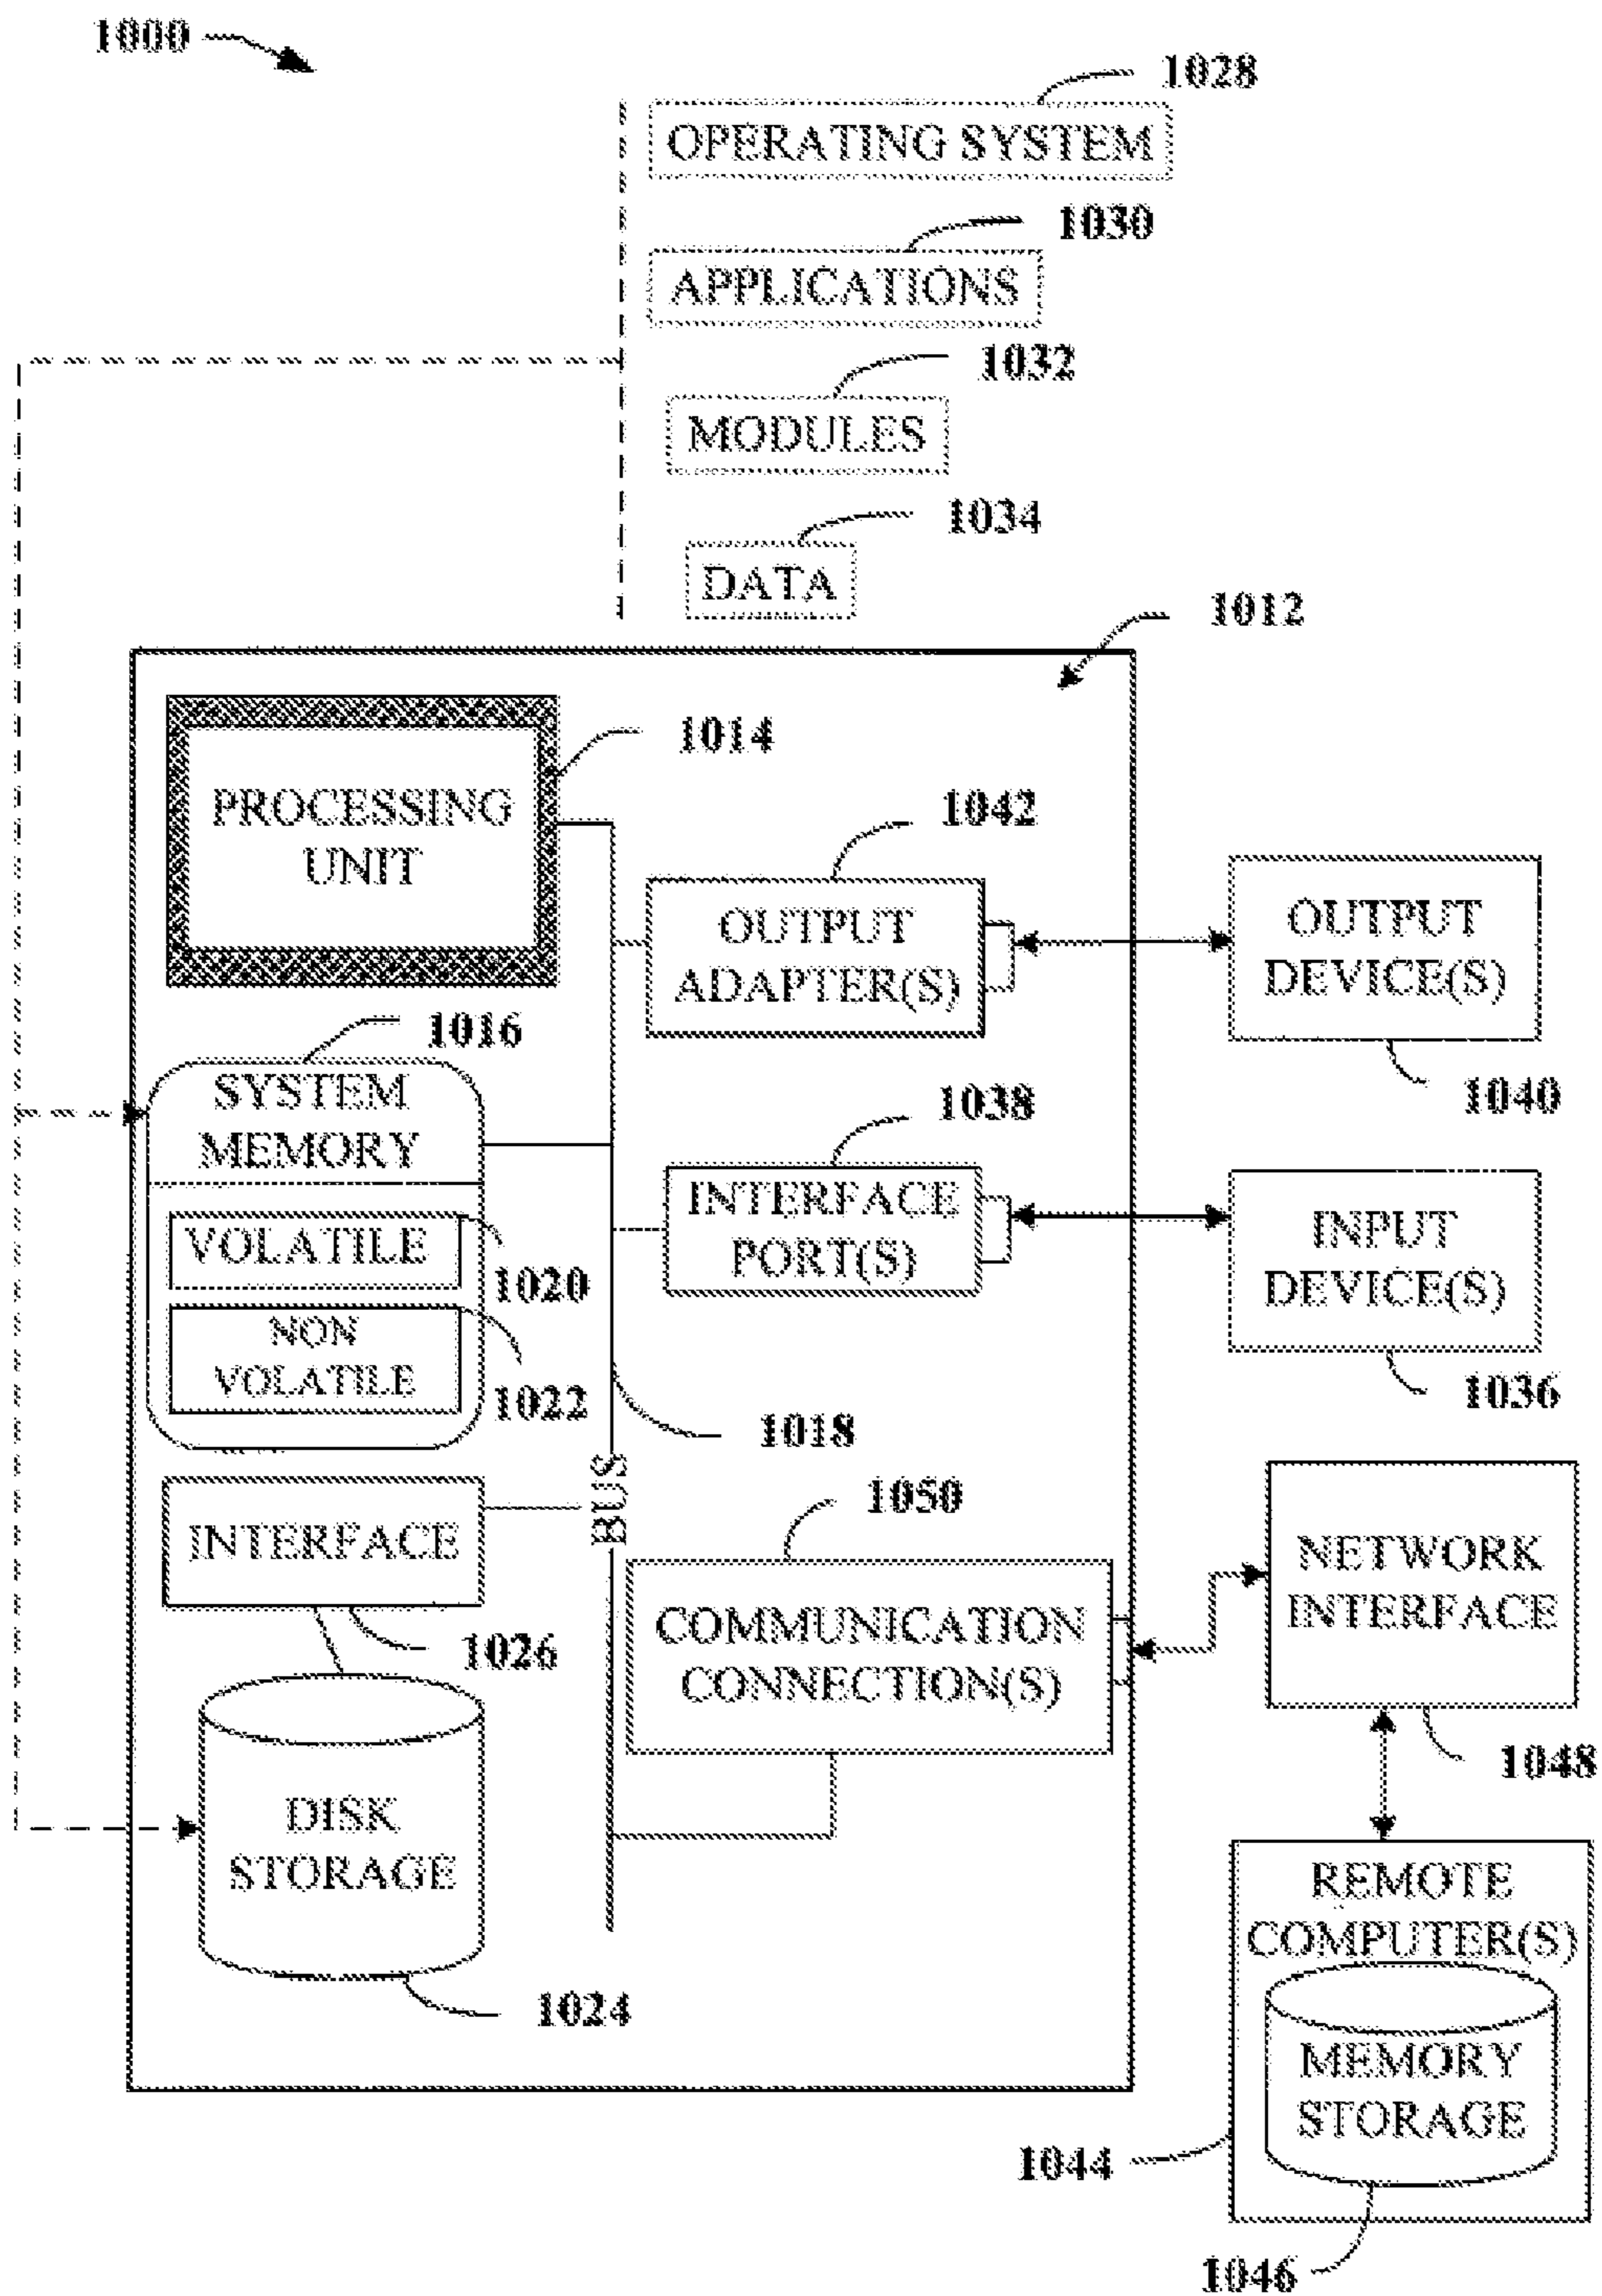 1000
1028
OPERATING SYSTEM
1030
APPLICATIONS
1032
MODULES
1034
DATA
1012
PROCESSING
UNIT
1014
1042
OUTPUT
ADAPTER(S)
OUTPUT
DEVICE(S)
1040
1016
SYSTEM
MEMORY
VOLATILE
1020
NON
VOLATILE
1022
1038
INTERFACE
PORT(S)
INPUT
DEVICE(S)
1036
1018
BUS
INTERFACE
1026
1050
COMMUNICATION
CONNECTION(S)
NETWORK
INTERFACE
1048
DISK
STORAGE
1024
REMOTE
COMPUTER(S)
MEMORY
STORAGE
1044
1046